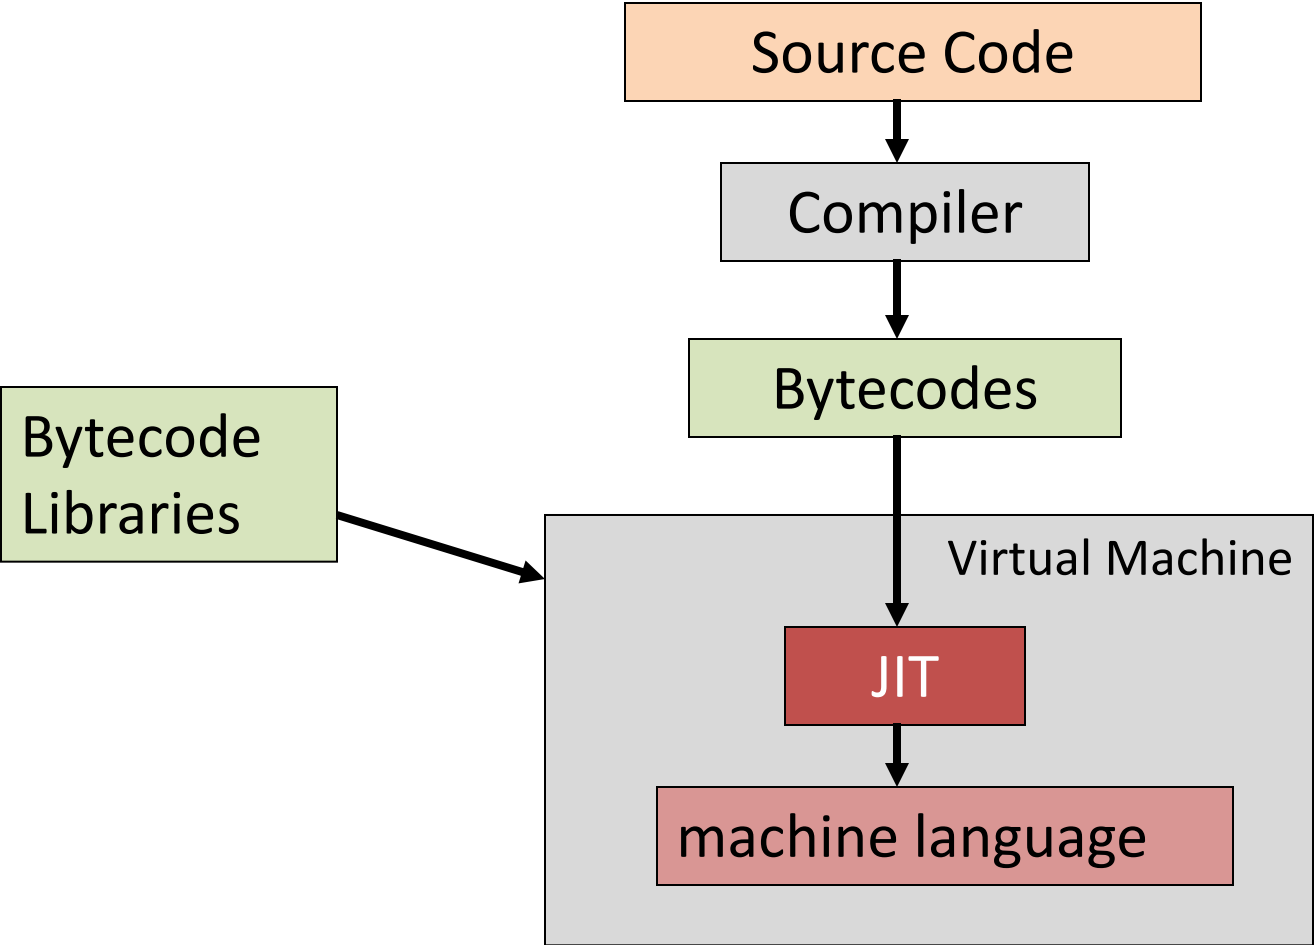 Source Code
Compiler
Bytecodes
Bytecode
Libraries
Virtual Machine
JIT
machine language